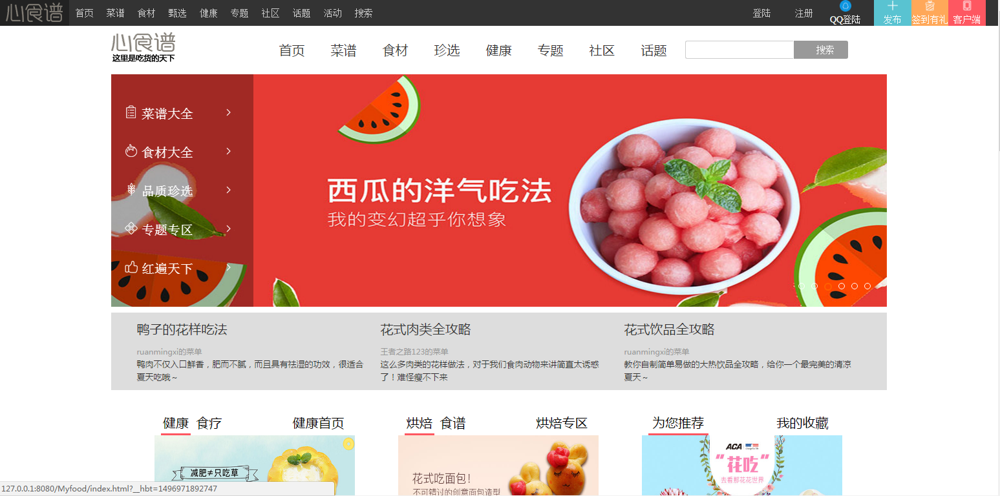 心食谱 首页 菜谱 食材 甄选 健康 专题 社区 话题 活动 搜索 登陆 注册 QQ登陆 发布 签到有礼 客户端
心食谱
这里是吃货的天下
首页 菜谱 食材 珍选 健康 专题 社区 话题 搜索
菜谱大全
食材大全
品质珍选
专题专区
红遍天下
西瓜的洋气吃法
我的变幻超乎你想象
鸭子的花样吃法
ruanmingxi的菜单
鸭肉不仅入口鲜香，肥而不腻，而且具有祛湿的功效，很适合
夏天吃哦～
花式肉类全攻略
王者之路123的菜单
这么多肉类的花样做法，对于我们食肉动物来讲简直太诱惑
了！难怪瘦不下来
花式饮品全攻略
ruanmingxi的菜单
教你自制简单易做的大热饮品全攻略，给你一个最完美的清凉
夏天～
健康 食疗 健康首页
减肥≠只吃草
烘焙 食谱 烘焙专区
花式吃面包！
不可错过的创意面包造型
为您推荐 我的收藏
ACA
“花吃”
去看那花花世界
127.0.0.1:8080/Myfood/index.html?__hbt=1496971892747